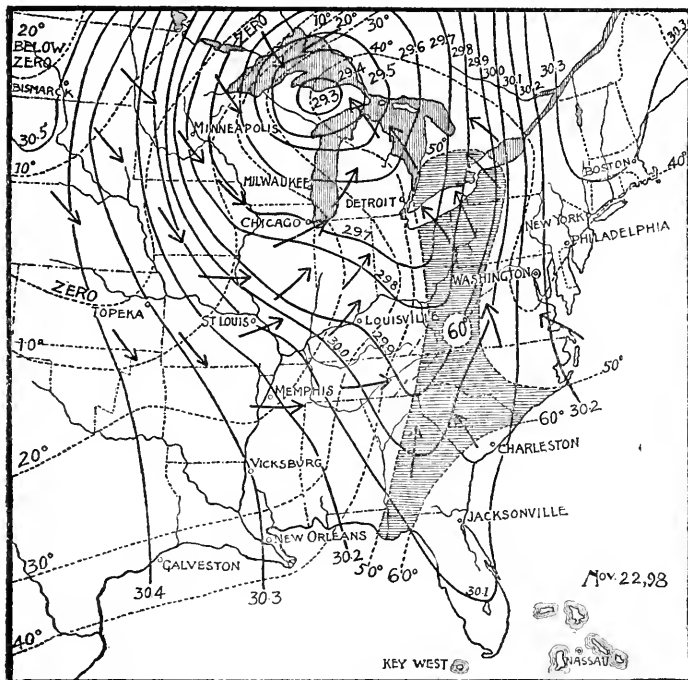 ZERO
10°
20°
30°
40°
29.6
29.7
29.8
29.9
30.0
30.1
30.2
30.3
30.3
20°
BELOW
ZERO
BISMARCK
29.4
29.5
29.3
30.5
MINNEAPOLIS
10°
50°
BOSTON
40°
MILWAUKEE
DETROIT
CHICAGO
NEW YORK
PHILADELPHIA
29.7
29.8
WASHINGTON
ZERO
TOPEKA
ST LOUIS
LOUISVILLE
60°
10°
30.0
29.9
50°
MEMPHIS
60°
30.2
20°
CHARLESTON
VICKSBURG
JACKSONVILLE
NEW ORLEANS
30°
GALVESTON
30.2
50°
60°
30.4
30.3
30.1
Nov. 22, 98
40°
KEY WEST
NASSAU